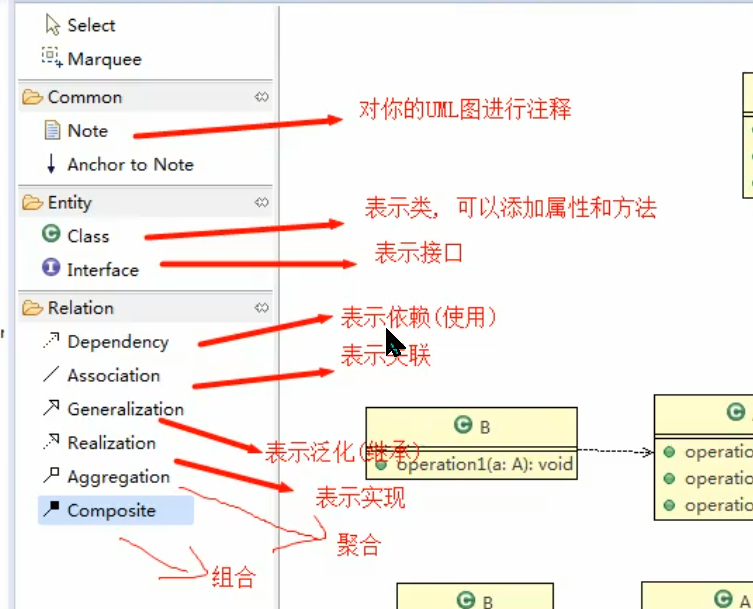 Select
Marquee
Common
Note
对你的UML图进行注释
Anchor to Note
Entity
Class
表示类, 可以添加属性和方法
Interface
表示接口
Relation
Dependency
表示依赖(使用)
Association
表示关联
Generalization
表示泛化(继承)
Realization
表示实现
Aggregation
聚合
Composite
组合
B
operation1(a: A): void
operatio
operatio
operatio
B
A